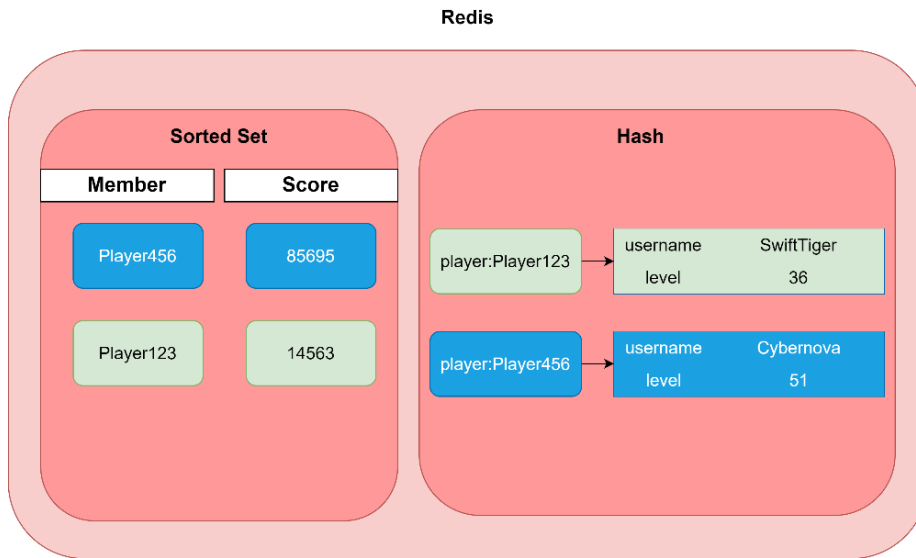 Redis
Sorted Set
Member Score
Player456 85695
Player123 14563
Hash
player:Player123 username SwiftTiger
level 36
player:Player456 username Cybernova
level 51